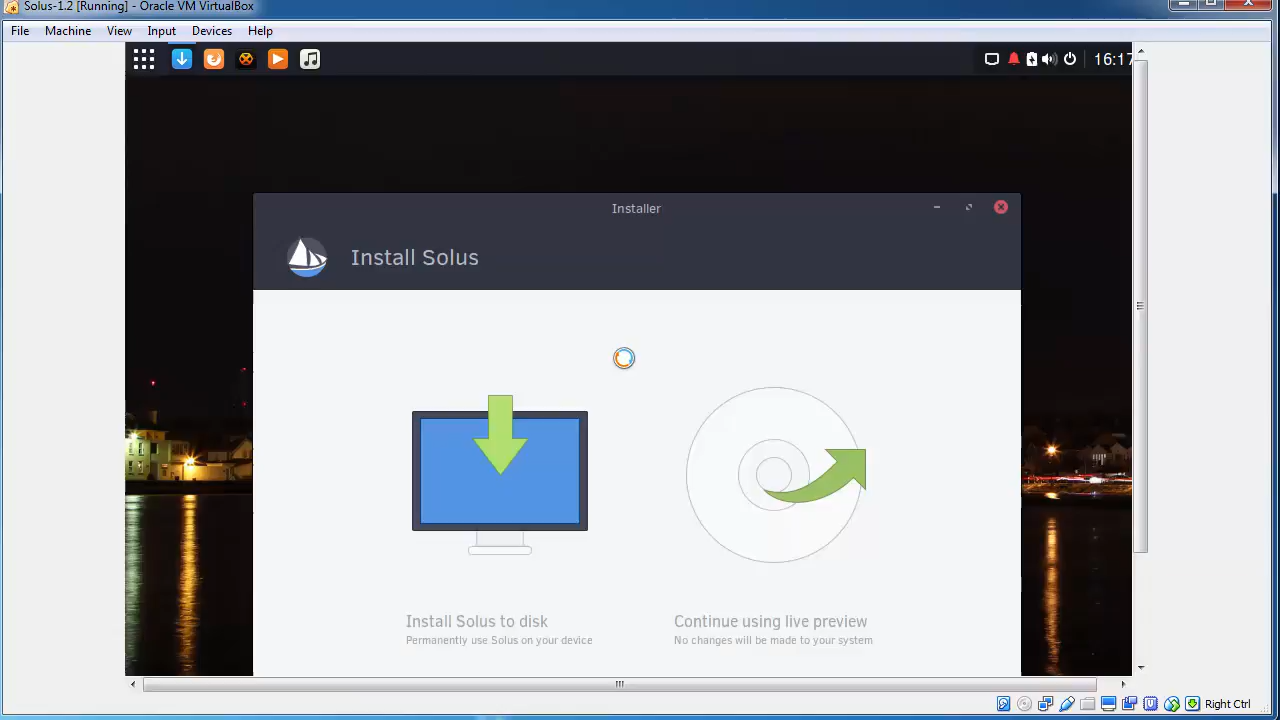 Solus-1.2 [Running] - Oracle VM VirtualBox
File Machine View Input Devices Help
16:17
Installer
Install Solus
Install Solus to disk
Permanently use Solus on your device
Continue using live preview
No changes will be made to your system
Right Ctrl